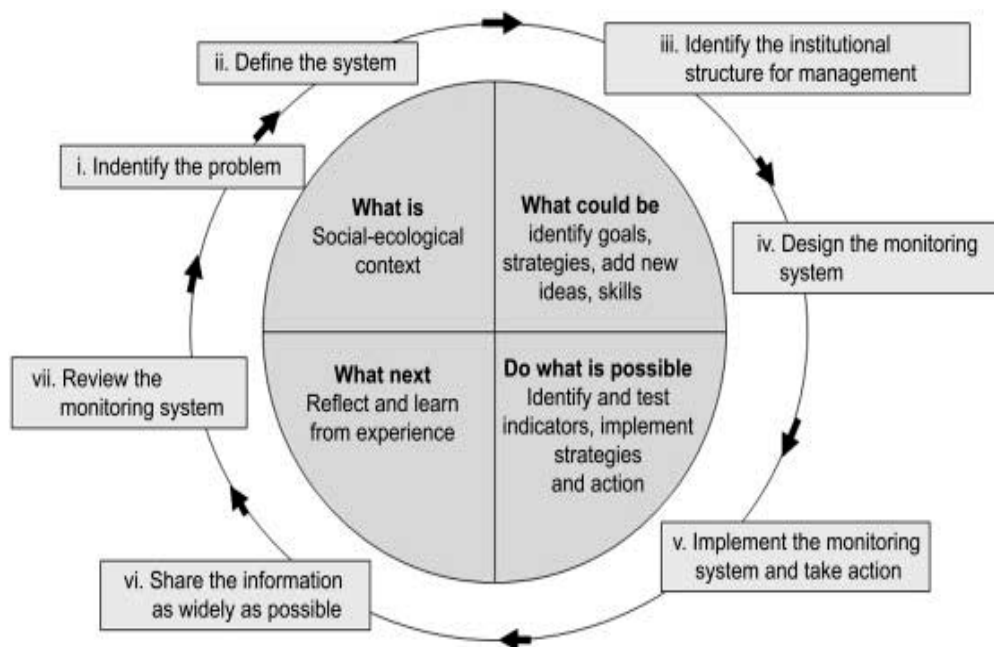 ii. Define the system
iii. Identify the institutional
structure for management
i. Indentify the problem
What is
Social-ecological
context
What could be
identify goals,
strategies, add new
ideas, skills
iv. Design the monitoring
system
vii. Review the
monitoring system
What next
Reflect and learn
from experience
Do what is possible
Identify and test
indicators, implement
strategies
and action
v. Implement the monitoring
system and take action
vi. Share the information
as widely as possible